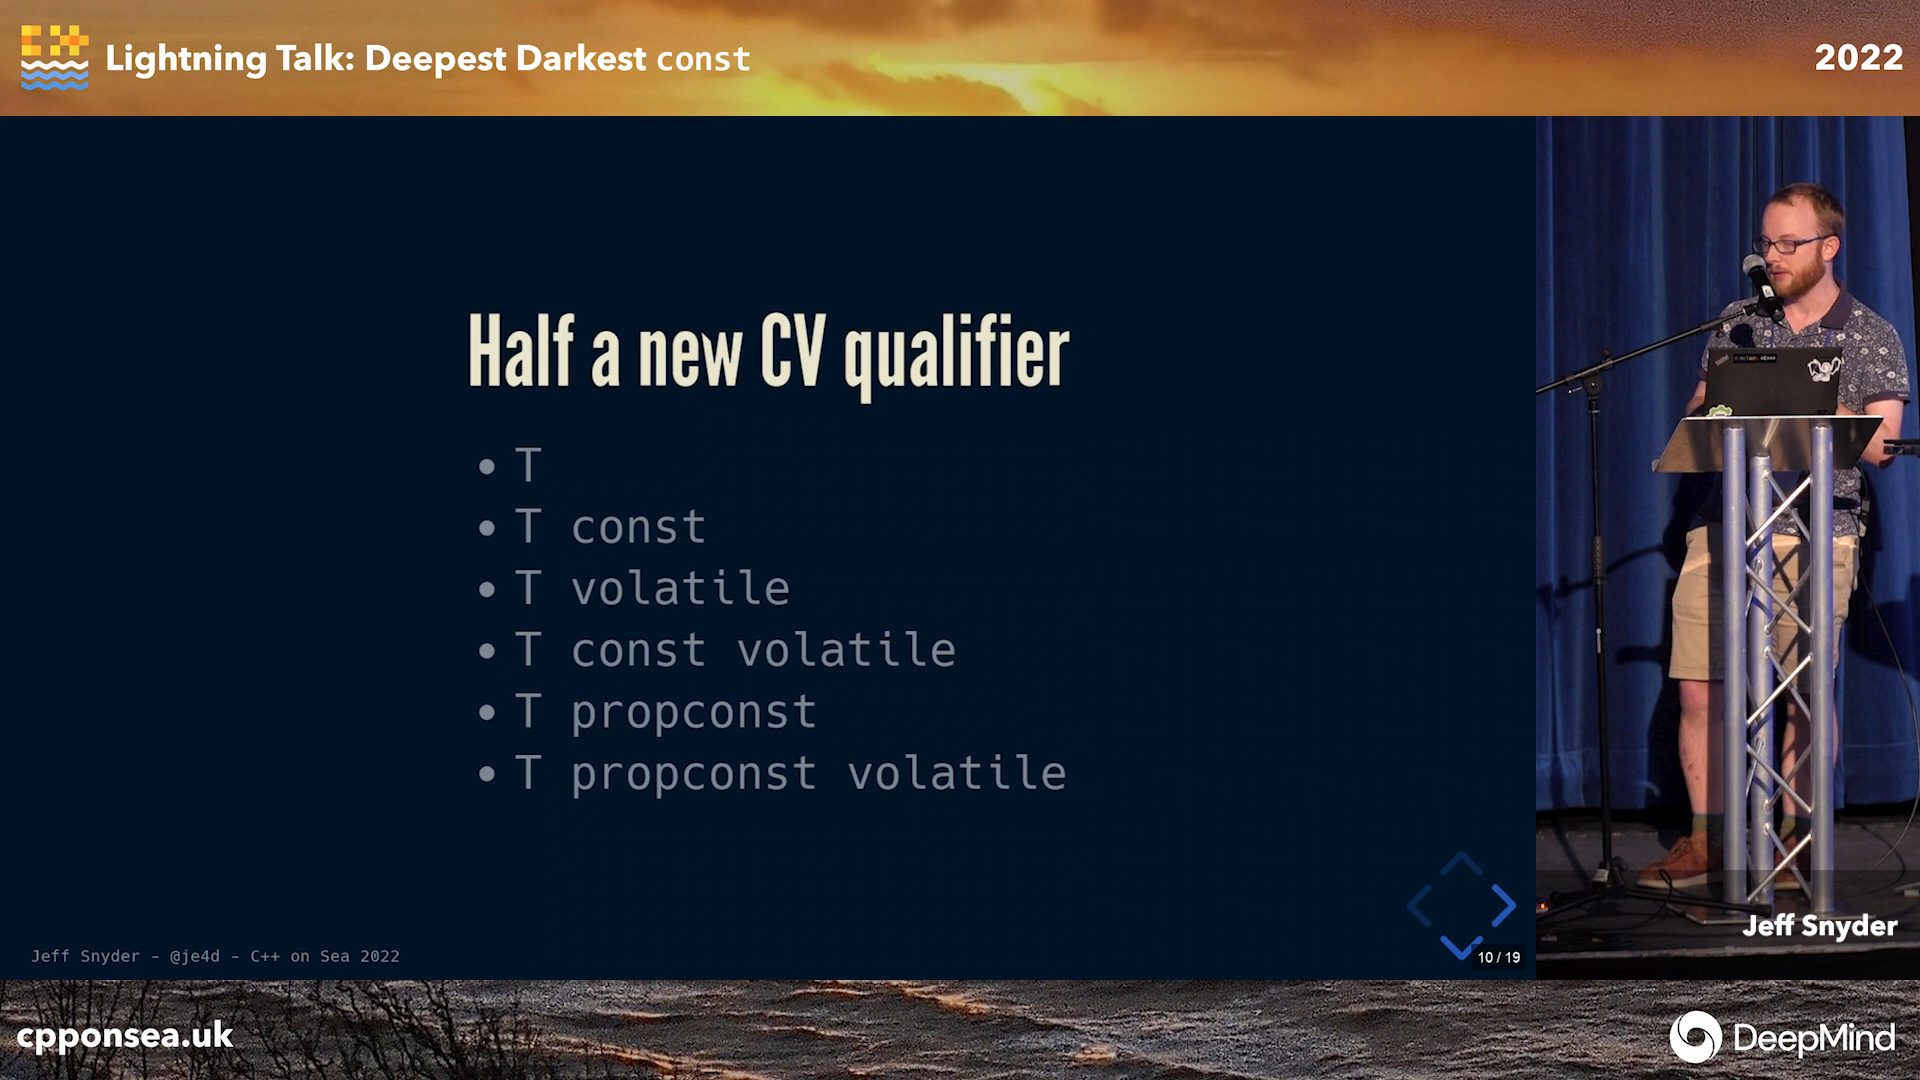 Lightning Talk: Deepest Darkest const
2022
Half a new CV qualifier
T
T const
T volatile
T const volatile
T propconst
T propconst volatile
Jeff Snyder - @je4d - C++ on Sea 2022
10 / 19
Jeff Snyder
cpponsea.uk
DeepMind